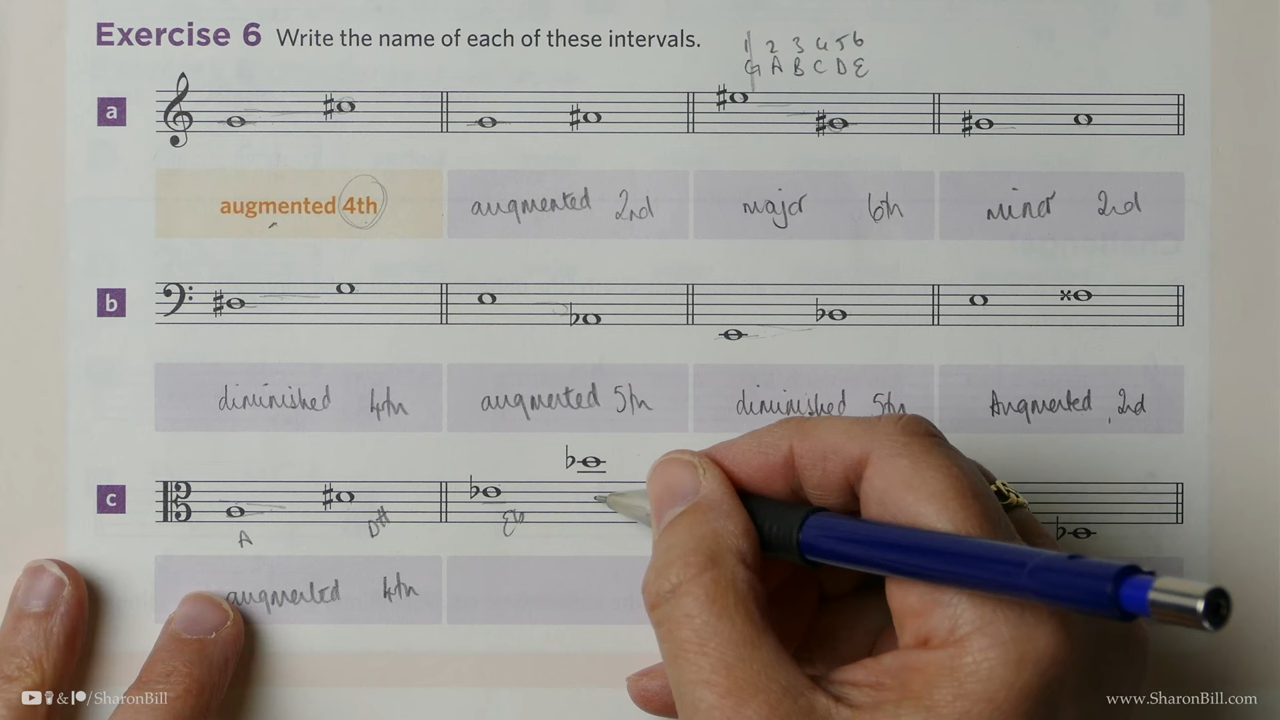 Exercise 6 Write the name of each of these intervals.
1 2 3 4 5 6
G A B C D E
a
augmented 4th augmented 2nd major 6th minor 2nd
b
diminished 4th augmented 5th diminished 5th Augmented 2nd
c
A D# Eb
augmented 4th
&/SharonBill
www.SharonBill.com